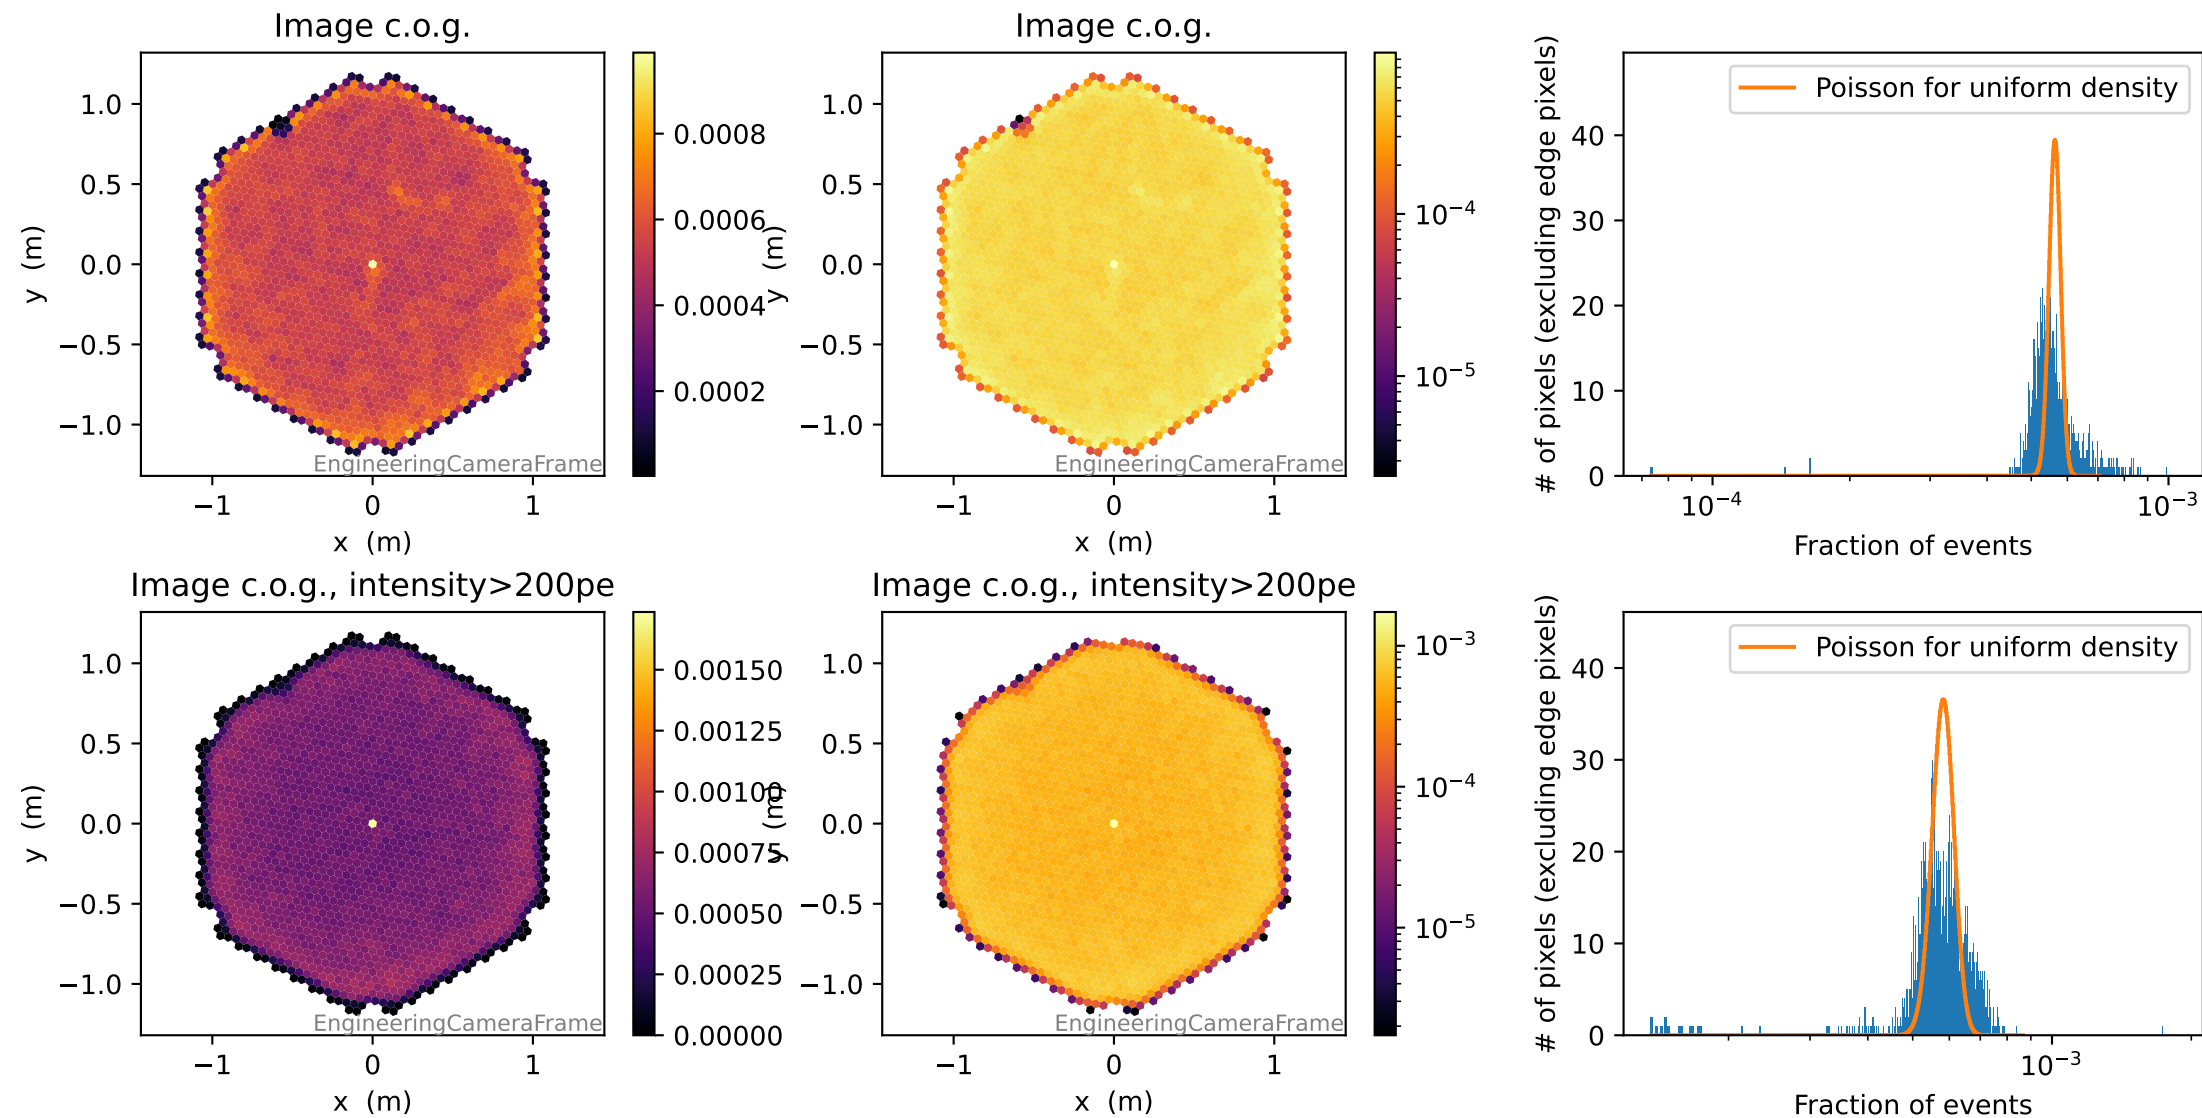 Image c.o.g.
1.0
0.5
0.0
−0.5
−1.0
−1
0
1
y (m)
x (m)
EngineeringCameraFrame
0.0008
0.0006
0.0004
0.0002
Image c.o.g.
1.0
0.5
0.0
−0.5
−1.0
−1
0
1
y (m)
x (m)
EngineeringCameraFrame
10−4
10−5
# of pixels (excluding edge pixels)
40
30
20
10
0
Poisson for uniform density
10−4
10−3
Fraction of events
Image c.o.g., intensity>200pe
1.0
0.5
0.0
−0.5
−1.0
−1
0
1
y (m)
x (m)
EngineeringCameraFrame
0.00150
0.00125
0.00100
0.00075
0.00050
0.00025
0.00000
Image c.o.g., intensity>200pe
1.0
0.5
0.0
−0.5
−1.0
−1
0
1
y (m)
x (m)
EngineeringCameraFrame
10−3
10−4
10−5
# of pixels (excluding edge pixels)
40
30
20
10
0
Poisson for uniform density
10−3
Fraction of events